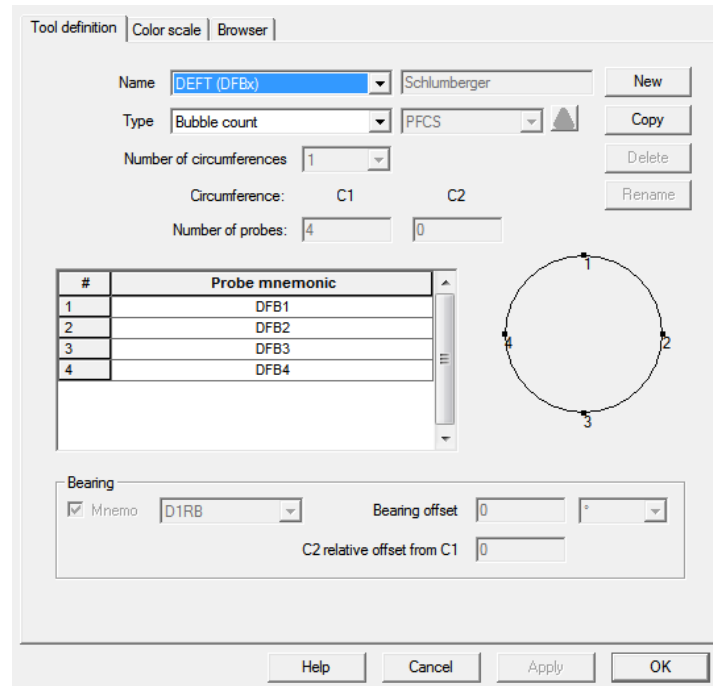 Tool definition Color scale Browser
Name DEFT (DFBx) Schlumberger New
Type Bubble count PFCS Copy
Number of circumferences 1 Delete
Circumference: C1 C2 Rename
Number of probes: 4 0
# Probe mnemonic
1 DFB1
2 DFB2
3 DFB3
4 DFB4
1
4 2
3
Bearing
Mnemo D1RB Bearing offset 0 °
C2 relative offset from C1 0
Help Cancel Apply OK